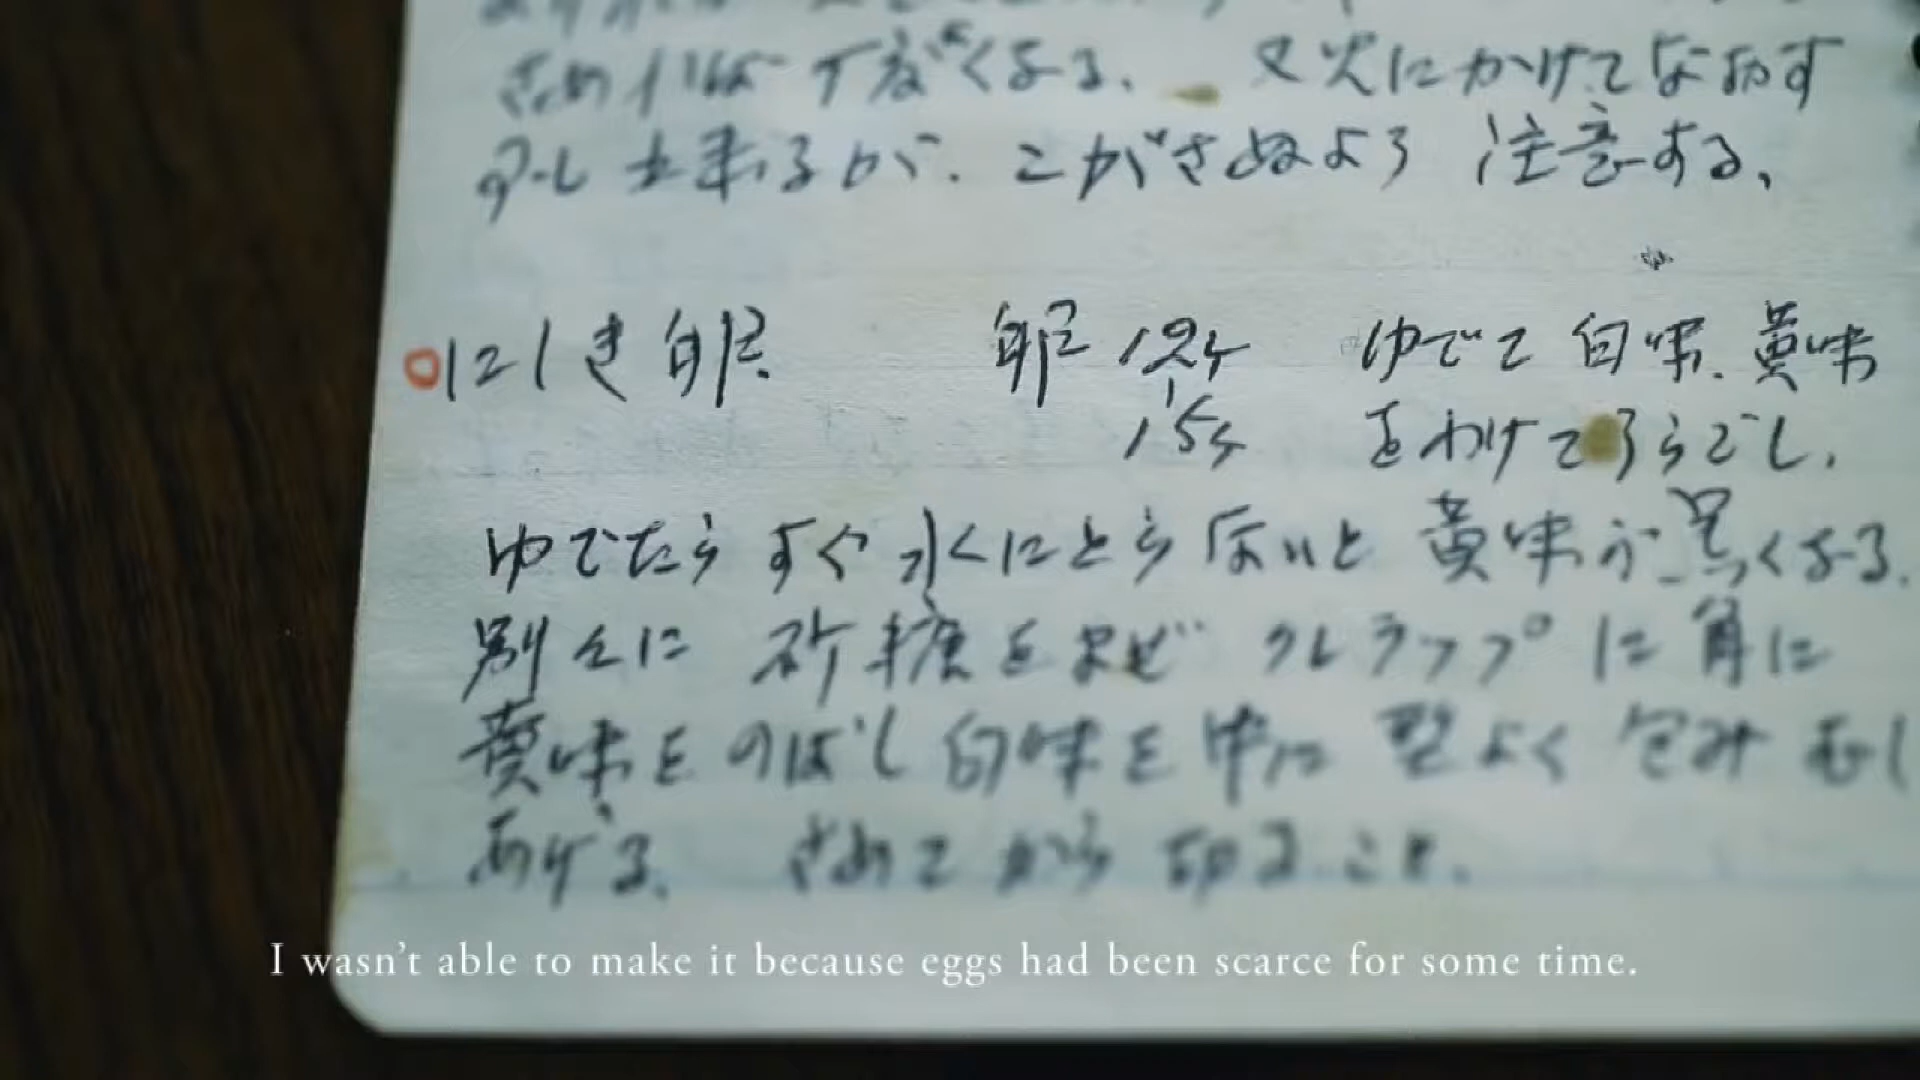 さめれば丁度よくなる。 又火にかけてなおす
少し出来るが、こがさぬよう 注意する、
にしき卵. 卵 12ケ ゆでて 白味、黄味
15ケ をわけて うらごし、
ゆでたら すぐ 水にとらないと 黄味が黒くなる.
別々に 砂糖をまぜ クレラップに角に
黄味をのばし 白味を中に 型よく 包み むし
あげる. さめてから 切ること.
I wasn't able to make it because eggs had been scarce for some time.